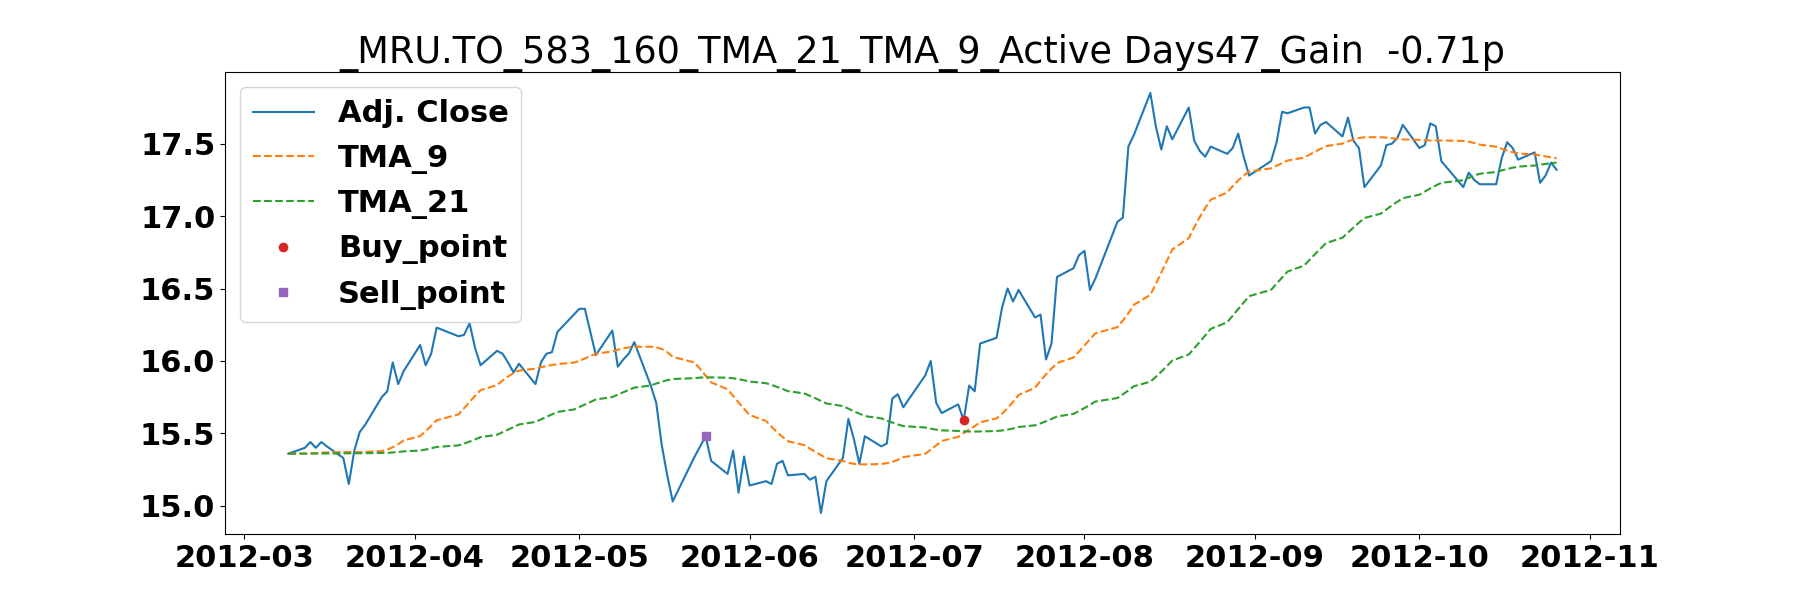 _MRU.TO_583_160_TMA_21_TMA_9_Active Days47_Gain  -0.71p
Adj. Close
TMA_9
TMA_21
Buy_point
Sell_point
17.5
17.0
16.5
16.0
15.5
15.0
2012-03 2012-04 2012-05 2012-06 2012-07 2012-08 2012-09 2012-10 2012-11